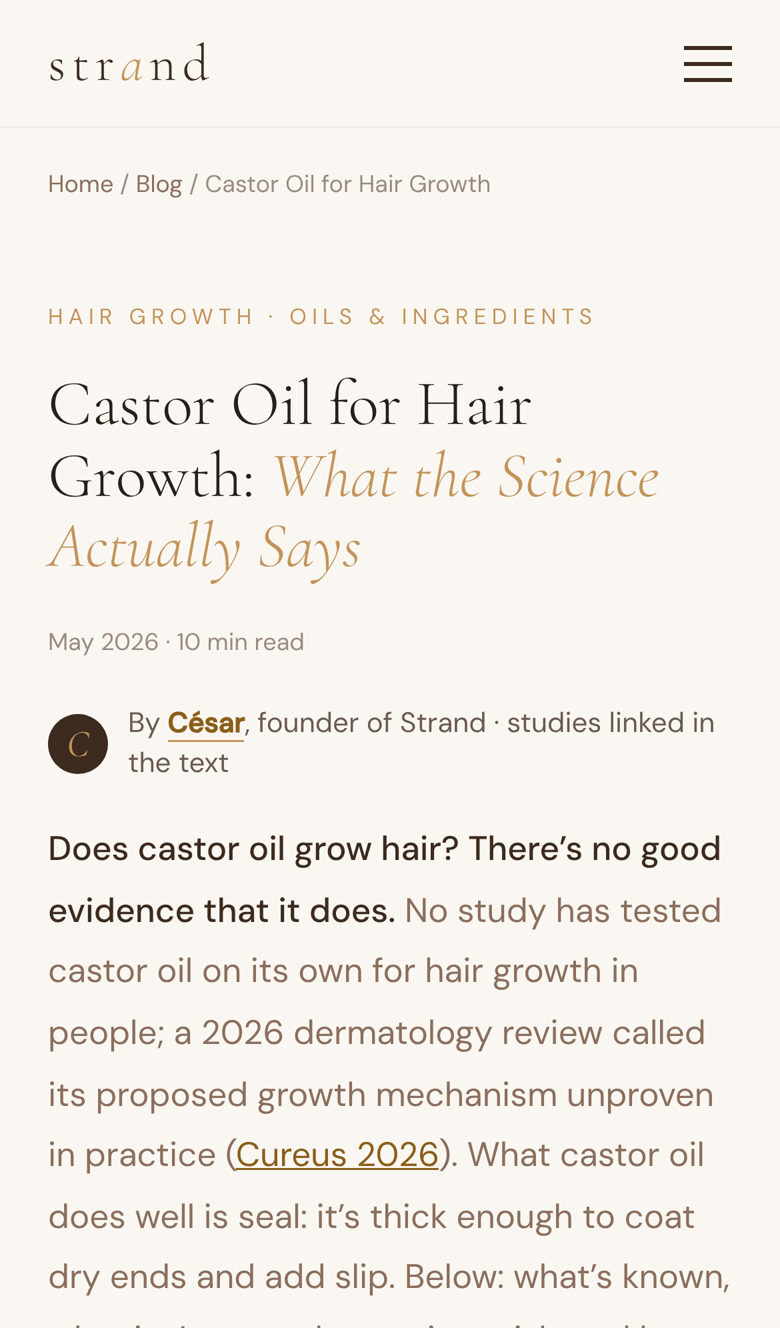 strand
Home / Blog / Castor Oil for Hair Growth
HAIR GROWTH · OILS & INGREDIENTS
Castor Oil for Hair
Growth: What the Science
Actually Says
May 2026 · 10 min read
C
By César, founder of Strand · studies linked in
the text
Does castor oil grow hair? There’s no good
evidence that it does. No study has tested
castor oil on its own for hair growth in
people; a 2026 dermatology review called
its proposed growth mechanism unproven
in practice (Cureus 2026). What castor oil
does well is seal: it’s thick enough to coat
dry ends and add slip. Below: what’s known,